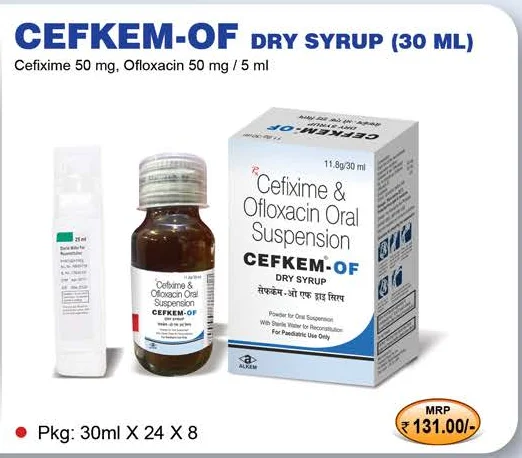 CEFKEM-OF DRY SYRUP (30 ML)
Cefixime 50 mg, Ofloxacin 50 mg / 5 ml
25 ml
Sterile Water For
Reconstitution
Cefixime &
Ofloxacin Oral
Suspension
CEFKEM-OF
DRY SYRUP
CEFKEM-OF
11.8g/30 ml
Rx
Cefixime &
Ofloxacin Oral
Suspension
CEFKEM®-OF
DRY SYRUP
सेफकेम-ओ एफ ड्राइ सिरप
Powder for Oral Suspension
With Sterile Water for Reconstitution
For Paediatric Use Only
a
ALKEM
MRP
₹ 131.00/-
Pkg: 30ml X 24 X 8